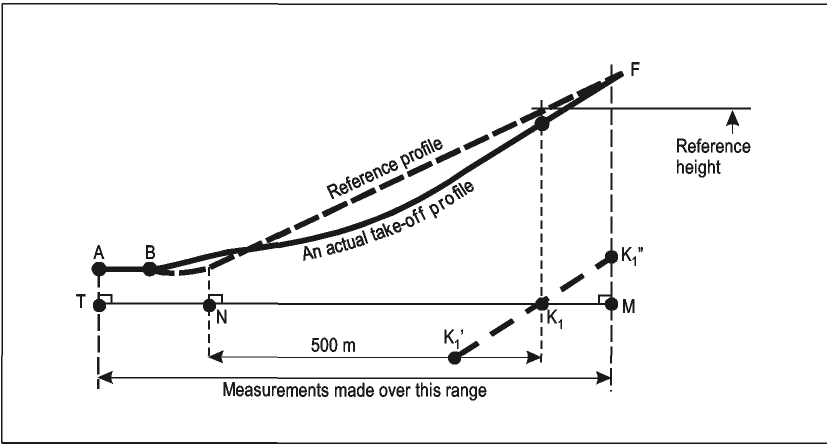 F
Reference profile
Reference
height
An actual take-off profile
A
B
K₁"
T
N
K₁
M
K₁'
500 m
Measurements made over this range